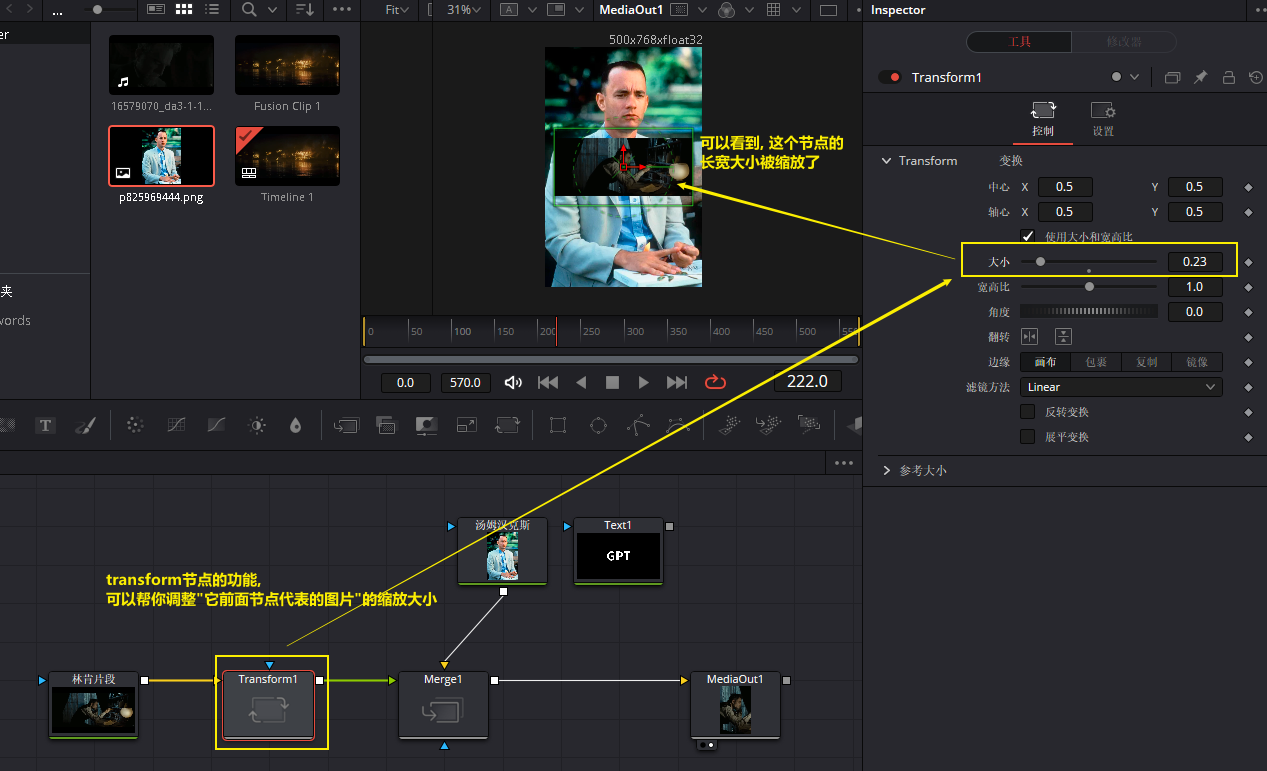 ...
Fit
31%
A
MediaOut1
Inspector
er
500x768xfloat32
工具
修改器
16579070_da3-1-1...
Fusion Clip 1
Transform1
控制
设置
p825969444.png
Timeline 1
可以看到, 这个节点的
长宽大小被缩放了
Transform
变换
中心
X
0.5
Y
0.5
轴心
X
0.5
Y
0.5
使用大小和宽高比
大小
0.23
宽高比
1.0
角度
0.0
翻转
边缘
画布
包裹
复制
镜像
滤镜方法
Linear
反转变换
展平变换
参考大小
夹
words
0
50
100
150
200
250
300
350
400
450
500
550
0.0
570.0
222.0
T
汤姆汉克斯
Text1
GPT
transform节点的功能,
可以帮你调整"它前面节点代表的图片"的缩放大小
林肯片段
Transform1
Merge1
MediaOut1